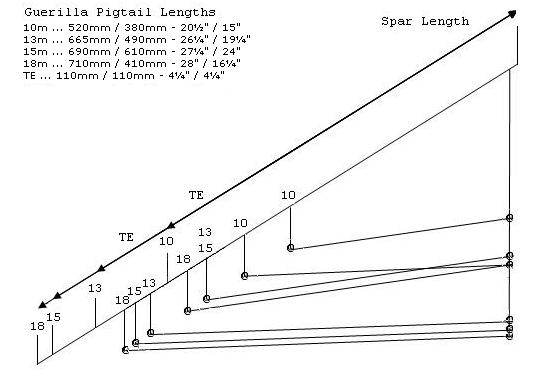 Guerilla Pigtail Lengths
10m ... 520mm / 380mm - 20½" / 15"
13m ... 665mm / 490mm - 26¼" / 19¼"
15m ... 690mm / 610mm - 27¼" / 24"
18m ... 710mm / 410mm - 28" / 16¼"
TE ... 110mm / 110mm - 4¼" / 4¼"
Spar Length
TE
10
TE
13
10
10
15
18
13
18
15
13
18
15